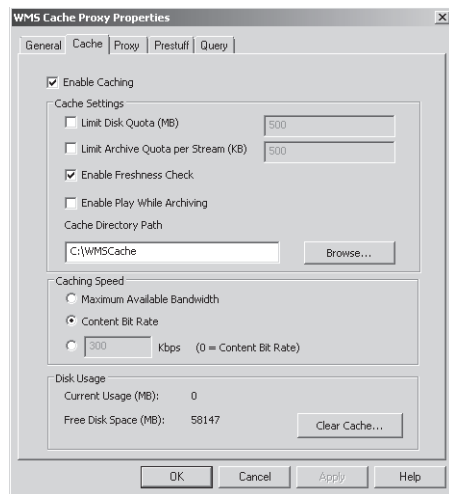 WMS Cache Proxy Properties
General Cache Proxy Prestuff Query
Enable Caching
Cache Settings
Limit Disk Quota (MB) 500
Limit Archive Quota per Stream (KB) 500
Enable Freshness Check
Enable Play While Archiving
Cache Directory Path
C:\WMSCache Browse...
Caching Speed
Maximum Available Bandwidth
Content Bit Rate
300 Kbps (0 = Content Bit Rate)
Disk Usage
Current Usage (MB): 0
Free Disk Space (MB): 58147 Clear Cache...
OK Cancel Apply Help